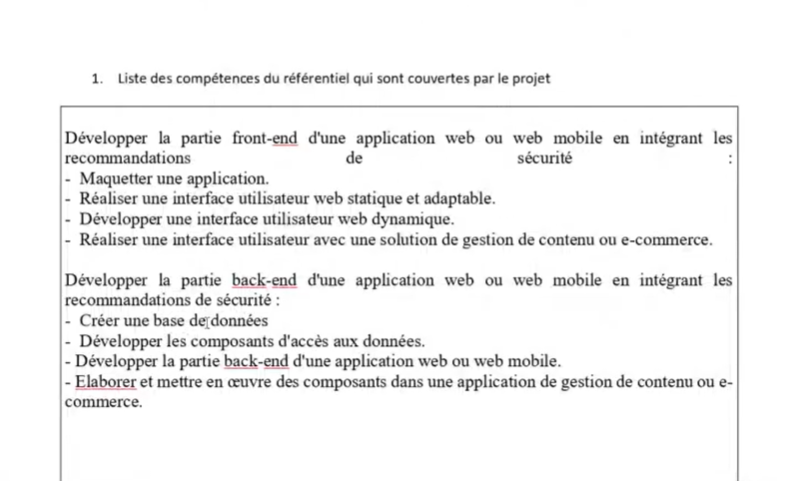 1. Liste des compétences du référentiel qui sont couvertes par le projet
Développer la partie front-end d'une application web ou web mobile en intégrant les
recommandations de sécurité :
- Maquetter une application.
- Réaliser une interface utilisateur web statique et adaptable.
- Développer une interface utilisateur web dynamique.
- Réaliser une interface utilisateur avec une solution de gestion de contenu ou e-commerce.
Développer la partie back-end d'une application web ou web mobile en intégrant les
recommandations de sécurité :
- Créer une base de données
- Développer les composants d'accès aux données.
- Développer la partie back-end d'une application web ou web mobile.
- Elaborer et mettre en œuvre des composants dans une application de gestion de contenu ou e-
commerce.